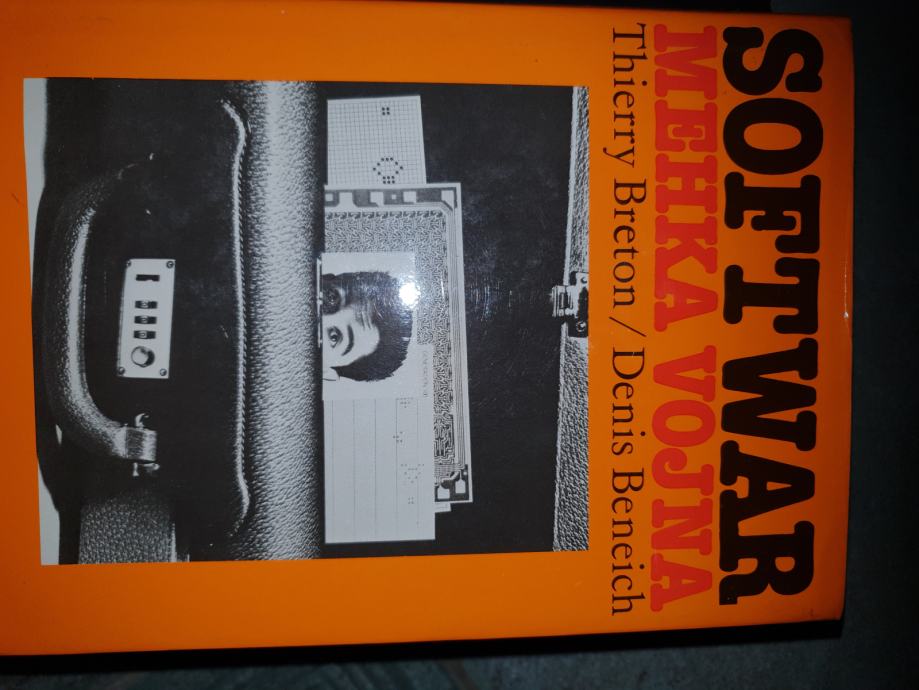 SOFTWAR
MEHKA VOJNA
Thierry Breton / Denis Beneich